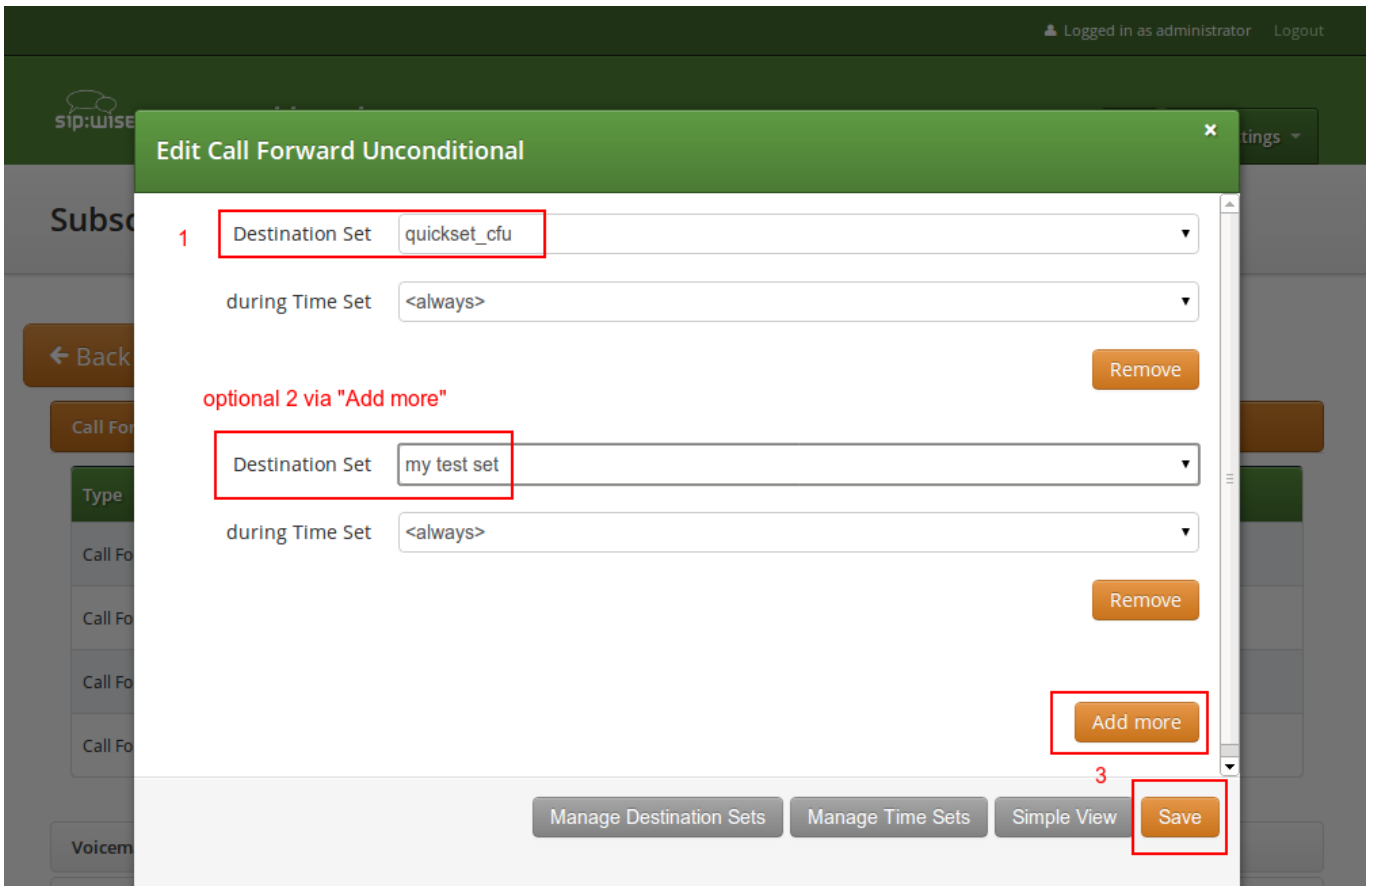 Logged in as administrator Logout
sip:wise
tings
Edit Call Forward Unconditional ×
Subsc
1 Destination Set quickset_cfu
during Time Set <always>
Back
Remove
optional 2 via "Add more"
Call For
Destination Set my test set
Type
during Time Set <always>
Call Fo
Remove
Call Fo
Call Fo
Add more
Call Fo
3
Manage Destination Sets Manage Time Sets Simple View Save
Voicem